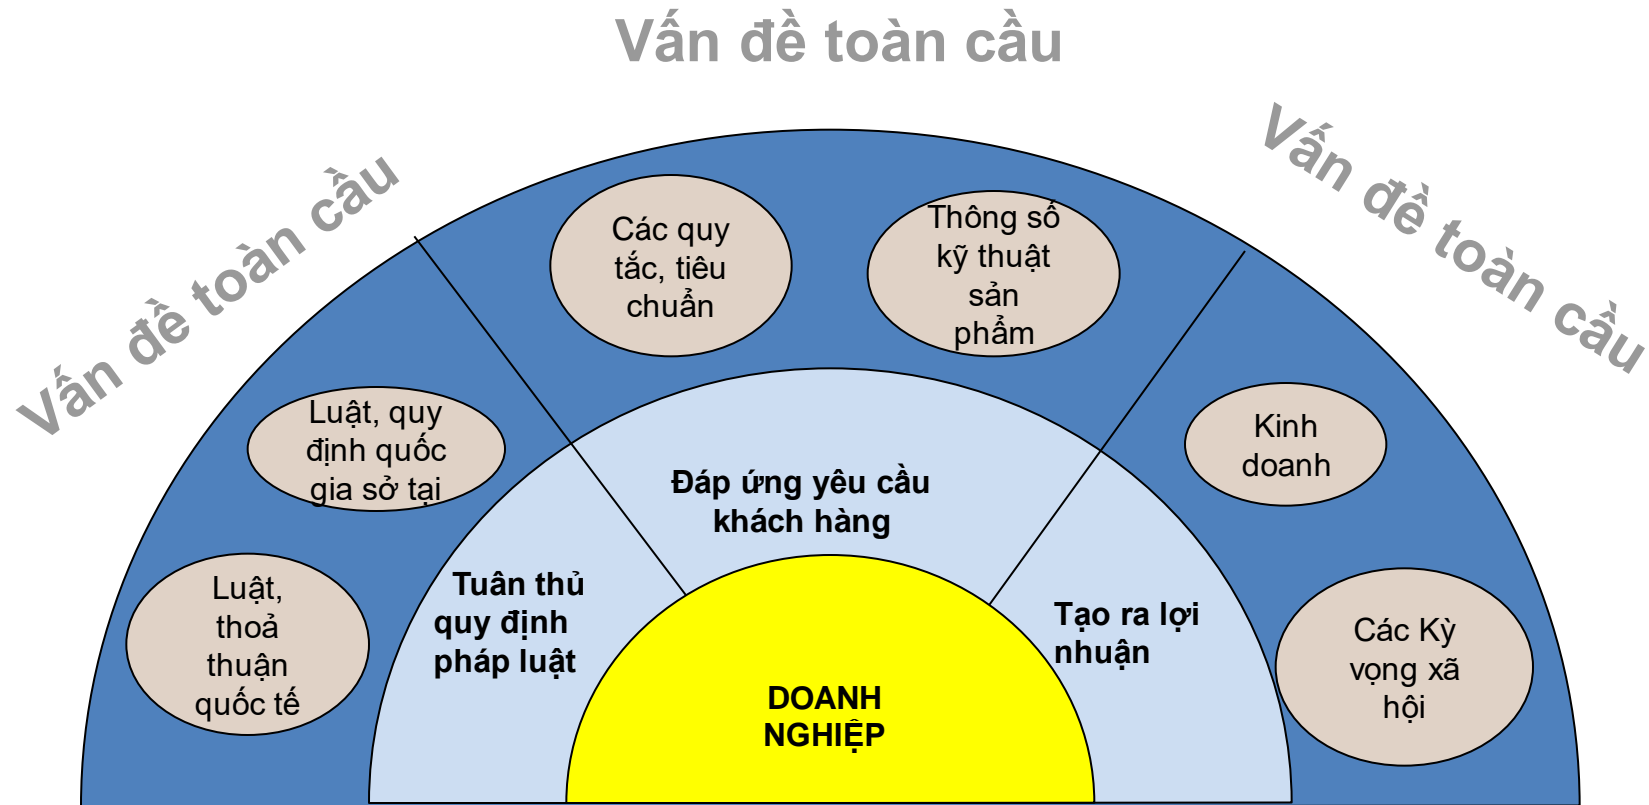 Vấn đề toàn cầu
Vấn đề toàn cầu
Vấn đề toàn cầu
Các quy
tắc, tiêu
chuẩn
Thông số
kỹ thuật
sản
phẩm
Luật, quy
định quốc
gia sở tại
Kinh
doanh
Đáp ứng yêu cầu
khách hàng
Luật,
thoả
thuận
quốc tế
Tuân thủ
quy định
pháp luật
Tạo ra lợi
nhuận
Các Kỳ
vọng xã
hội
DOANH
NGHIỆP